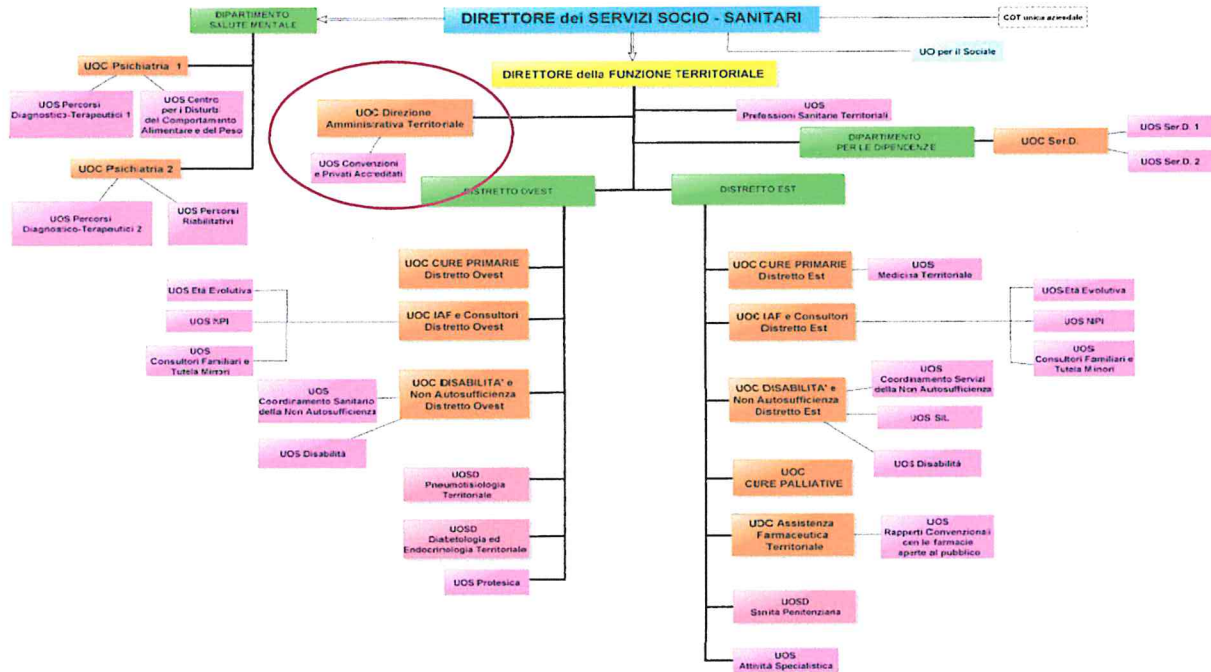 DIPARTIMENTO
SALUTE MENTALE
DIRETTORE dei SERVIZI SOCIO - SANITARI
COT unica aziendale
UO per il Sociale
DIRETTORE della FUNZIONE TERRITORIALE
UOC Psichiatria 1
UOS Percorsi
Diagnostico-Terapeutici 1
UOS Centro
per i Disturbi
del Comportamento
Alimentare e del Peso
UOC Psichiatria 2
UOS Percorsi
Diagnostico-Terapeutici 2
UOS Percorsi
Riabilitativi
UOC Direzione
Amministrativa Territoriale
UOS Convenzioni
e Privati Accreditati
UOS
Professioni Sanitarie Territoriali
DIPARTIMENTO
PER LE DIPENDENZE
UOC Ser.D.
UOS Ser.D. 1
UOS Ser.D. 2
DISTRETTO OVEST
DISTRETTO EST
UOC CURE PRIMARIE
Distretto Ovest
UOS Età Evolutiva
UOS NPI
UOS
Consultori Familiari e
Tutela Minori
UOC IAF e Consultori
Distretto Ovest
UOS
Coordinamento Sanitario
della Non Autosufficienza
UOS Disabilità
UOC DISABILITA' e
Non Autosufficienza
Distretto Ovest
UOSD
Pneumotisiologia
Territoriale
UOSD
Diabetologia ed
Endocrinologia Territoriale
UOS Protesica
UOC CURE PRIMARIE
Distretto Est
UOS
Medicina Territoriale
UOC IAF e Consultori
Distretto Est
UOS Età Evolutiva
UOS NPI
UOS
Consultori Familiari e
Tutela Minori
UOC DISABILITA' e
Non Autosufficienza
Distretto Est
UOS
Coordinamento Servizi
della Non Autosufficienza
UOS SIL
UOS Disabilità
UOC
CURE PALLIATIVE
UOC Assistenza
Farmaceutica
Territoriale
UOS
Rapporti Convenzionali
con le farmacie
aperte al pubblico
UOSD
Sanità Penitenziaria
UOS
Attività Specialistica